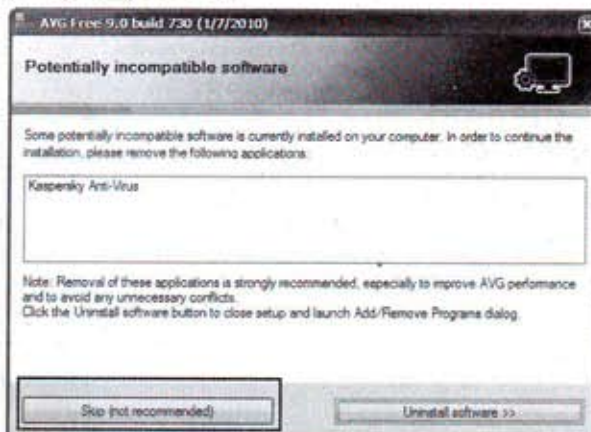 AVG Free 9.0 build 730 (1/7/2010)
Potentially incompatible software
Some potentially incompatible software is currently installed on your computer. In order to continue the
installation, please remove the following applications:
Kaspersky Anti-Virus
Note: Removal of these applications is strongly recommended, especially to improve AVG performance
and to avoid any unnecessary conflicts.
Click the Uninstall software button to close setup and launch Add/Remove Programs dialog.
Skip (not recommended)
Uninstall software >>